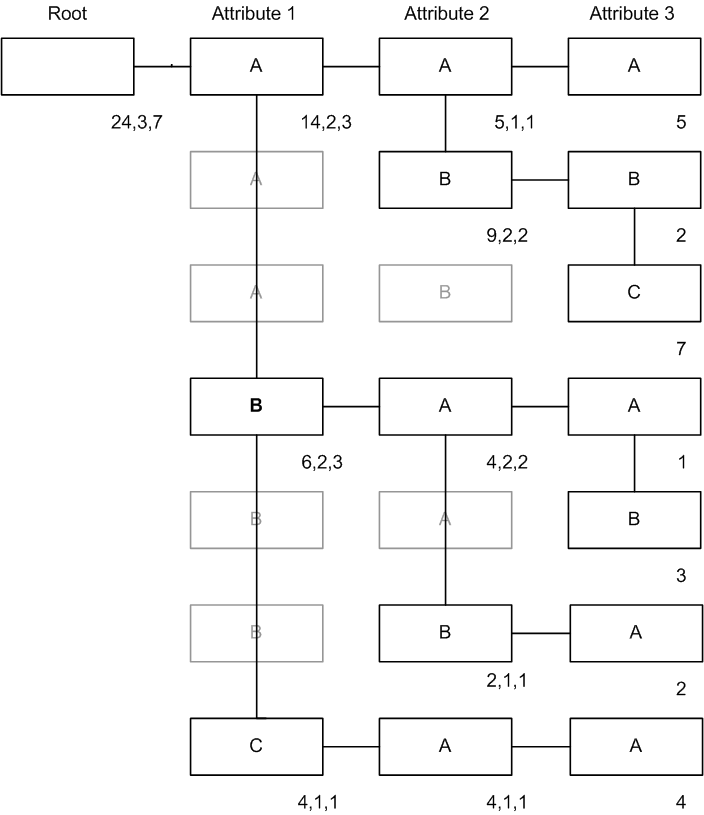 Root Attribute 1 Attribute 2 Attribute 3
A A A
24,3,7 14,2,3 5,1,1 5
A B B
9,2,2 2
A B C
7
B A A
6,2,3 4,2,2 1
B A B
3
B B A
2,1,1 2
C A A
4,1,1 4,1,1 4